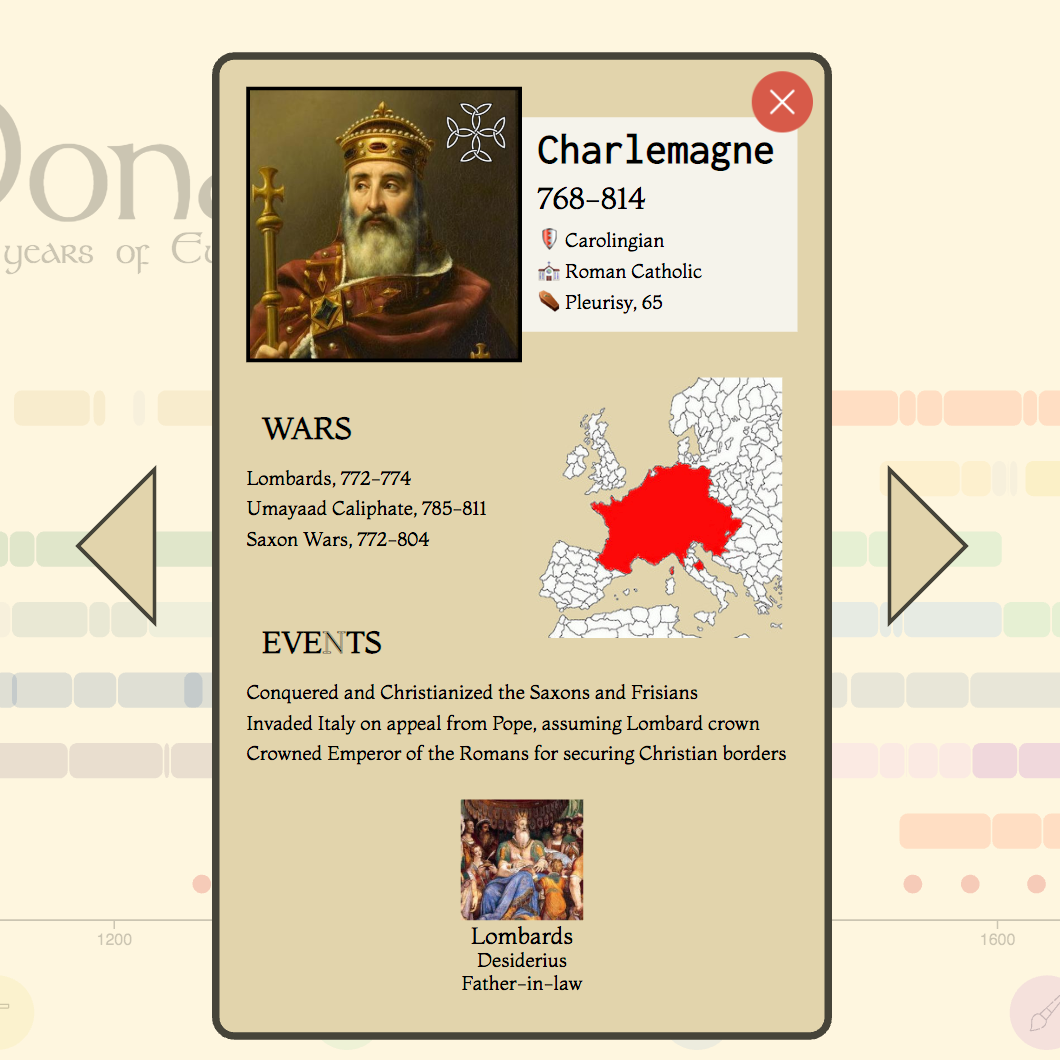 Charlemagne
768–814
Carolingian
Roman Catholic
Pleurisy, 65
WARS
Lombards, 772–774
Umayaad Caliphate, 785–811
Saxon Wars, 772–804
EVENTS
Conquered and Christianized the Saxons and Frisians
Invaded Italy on appeal from Pope, assuming Lombard crown
Crowned Emperor of the Romans for securing Christian borders
Lombards
Desiderius
Father-in-law
years of
1200
1600